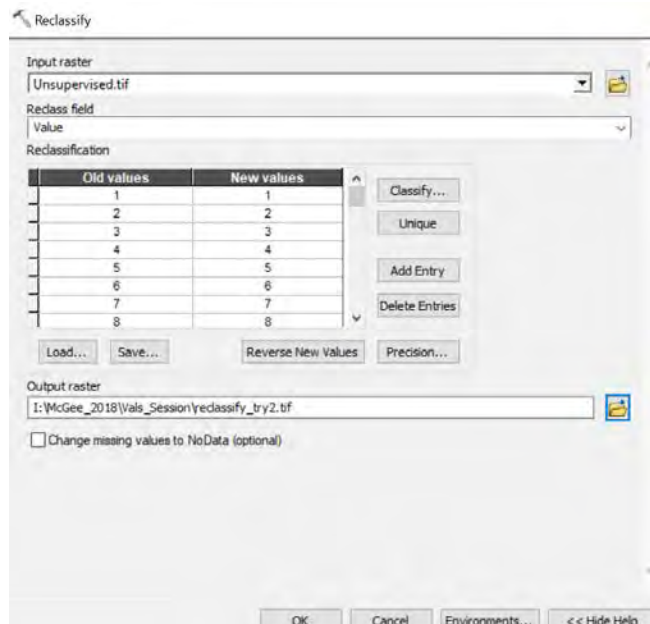 Reclassify
Input raster
Unsupervised.tif
Reclass field
Value
Reclassification
Old values New values
1 1
2 2
3 3
4 4
5 5
6 6
7 7
8 8
Classify...
Unique
Add Entry
Delete Entries
Load... Save... Reverse New Values Precision...
Output raster
I:\McGee_2018\Vals_Session\reclassify_try2.tif
Change missing values to NoData (optional)
OK Cancel Environments... << Hide Help